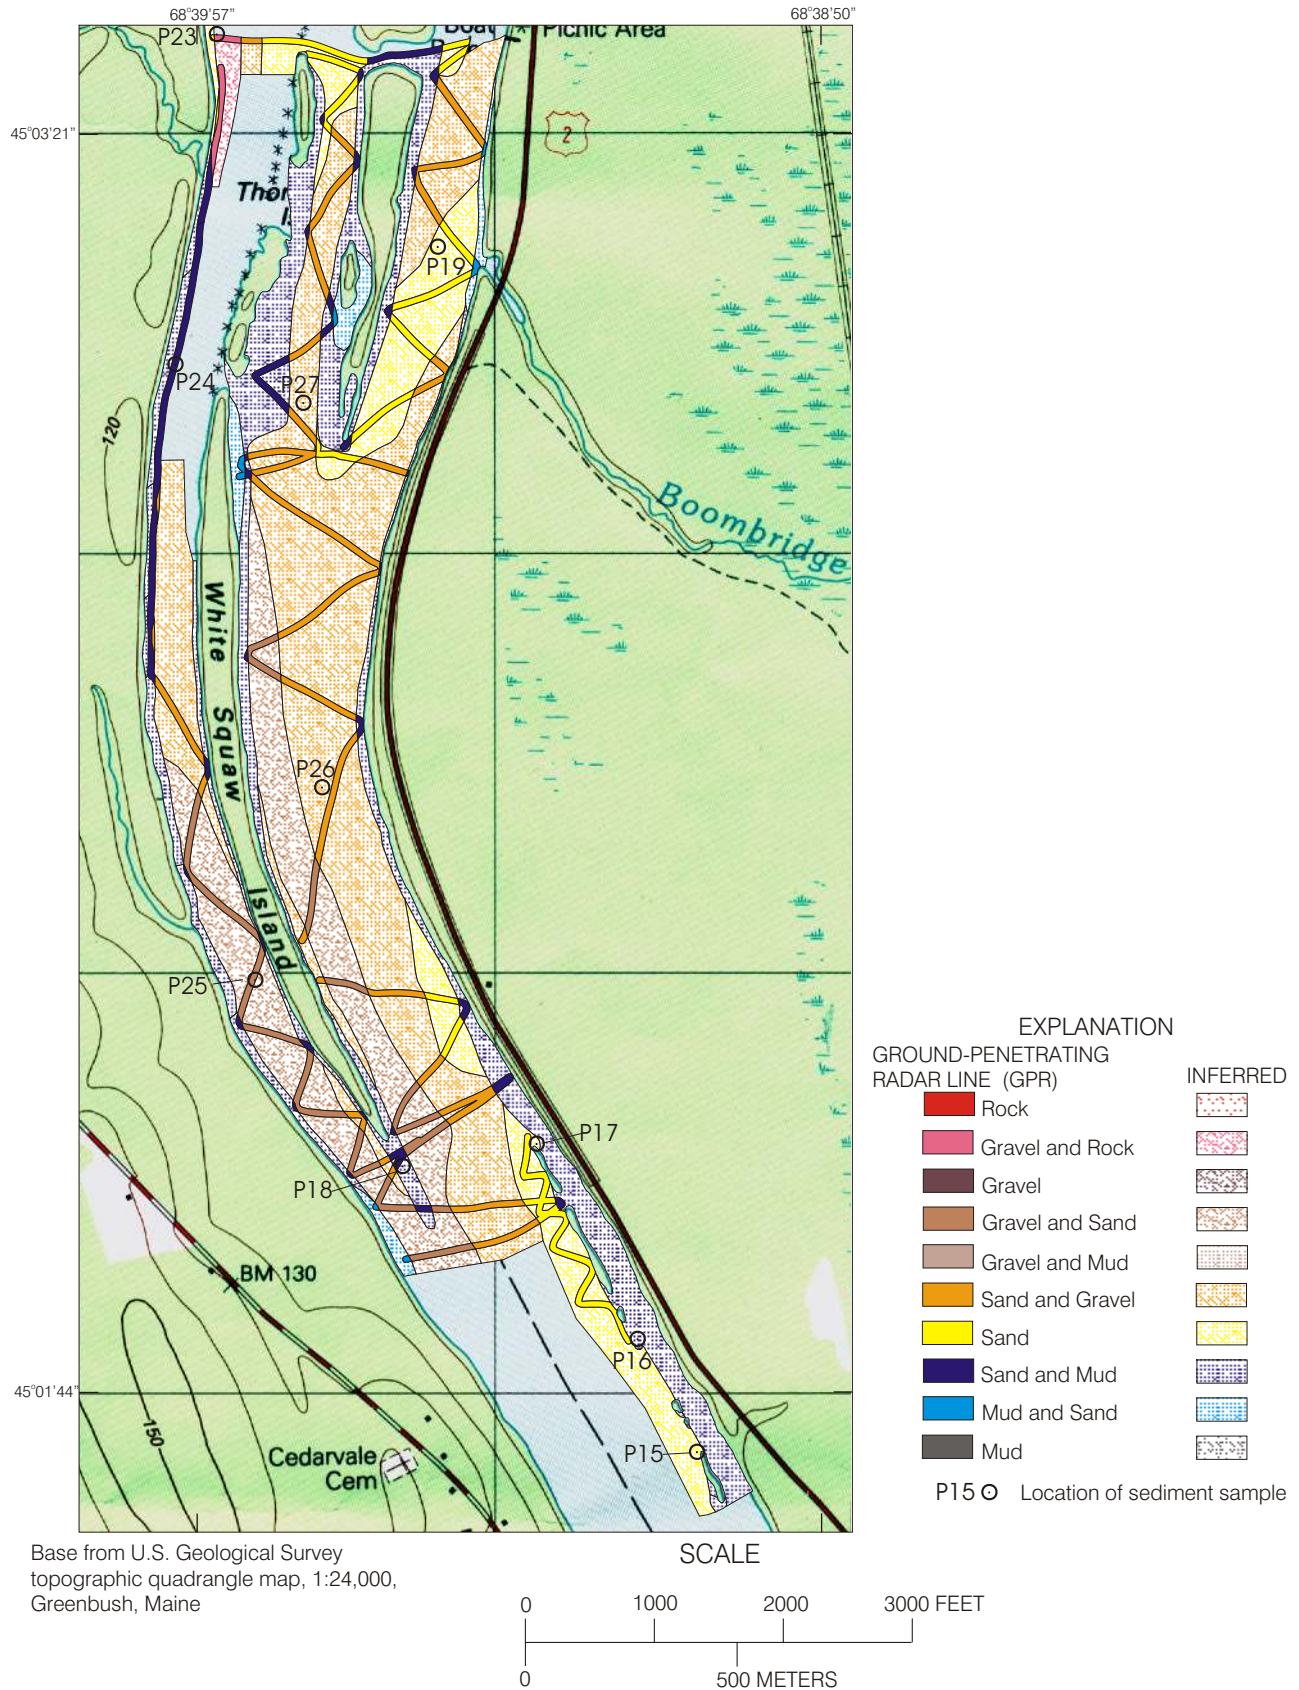 68°39'57"
68°38'50"
P23
Boat
Picnic Area
45°03'21"
2
P19
P24
P27
120
Boombridge
White Squaw Island
P26
P25
P17
P18
BM 130
P16
45°01'44"
150
Cedarvale
Cem
P15
EXPLANATION
GROUND-PENETRATING
RADAR LINE (GPR)
INFERRED
Rock
Gravel and Rock
Gravel
Gravel and Sand
Gravel and Mud
Sand and Gravel
Sand
Sand and Mud
Mud and Sand
Mud
P15 Location of sediment sample
Base from U.S. Geological Survey
topographic quadrangle map, 1:24,000,
Greenbush, Maine
SCALE
0 1000 2000 3000 FEET
0 500 METERS